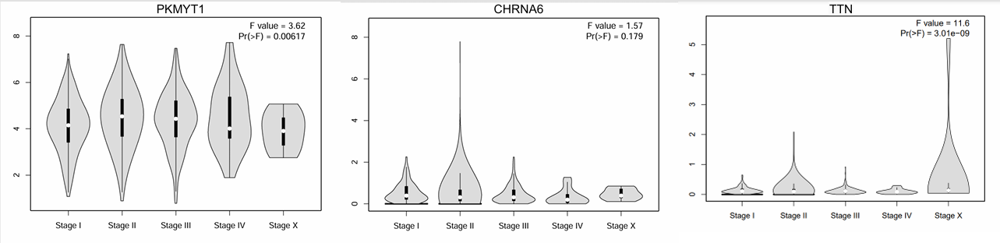 PKMYT1
F value = 3.62
Pr(>F) = 0.00617
8
6
4
2
Stage I Stage II Stage III Stage IV Stage X
CHRNA6
F value = 1.57
Pr(>F) = 0.179
8
6
4
2
0
Stage I Stage II Stage III Stage IV Stage X
TTN
F value = 11.6
Pr(>F) = 3.01e−09
5
4
3
2
1
0
Stage I Stage II Stage III Stage IV Stage X